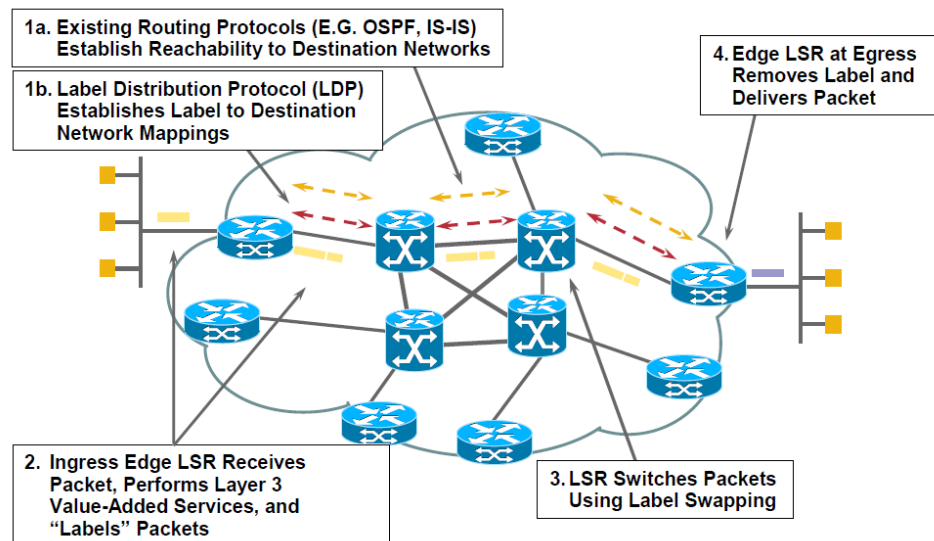 1a. Existing Routing Protocols (E.G. OSPF, IS-IS)
Establish Reachability to Destination Networks
1b. Label Distribution Protocol (LDP)
Establishes Label to Destination
Network Mappings
4. Edge LSR at Egress
Removes Label and
Delivers Packet
2. Ingress Edge LSR Receives
Packet, Performs Layer 3
Value-Added Services, and
“Labels” Packets
3. LSR Switches Packets
Using Label Swapping